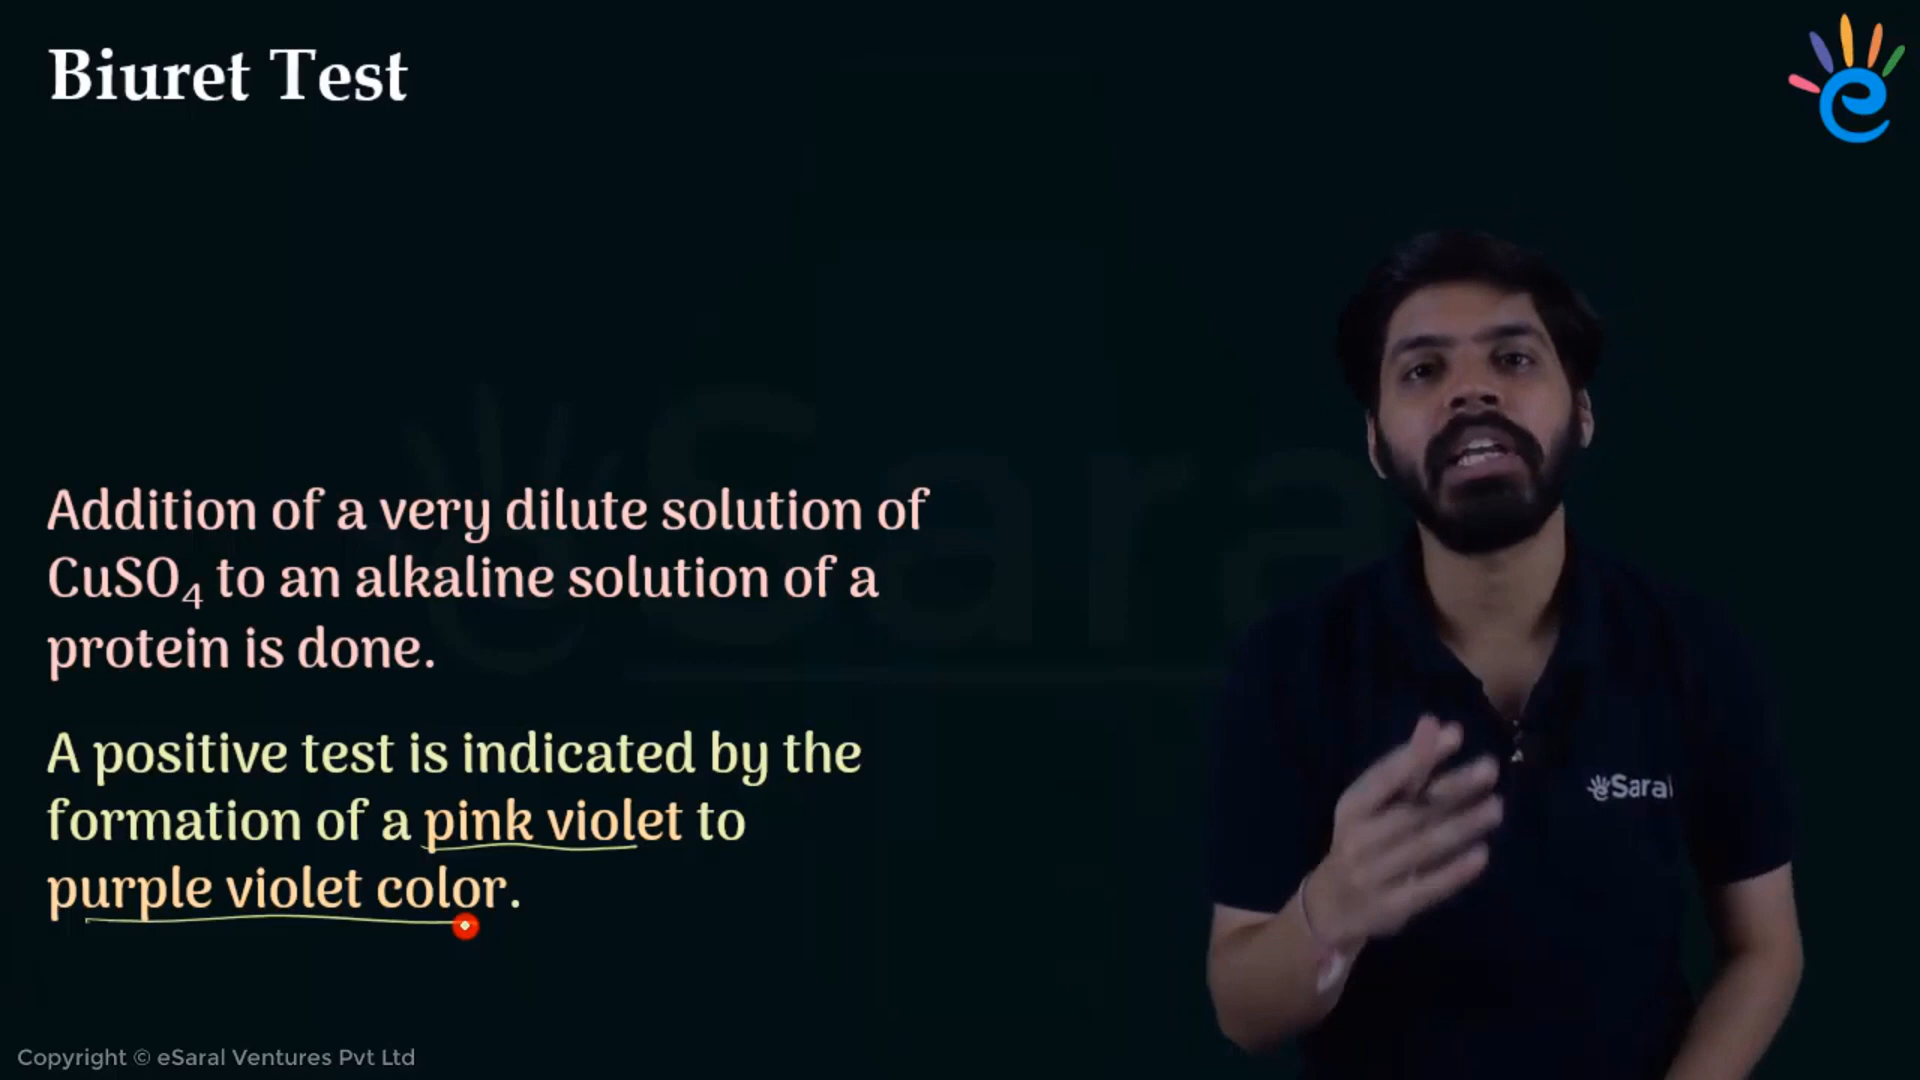 Biuret Test
Addition of a very dilute solution of
CuSO₄ to an alkaline solution of a
protein is done.
A positive test is indicated by the
formation of a pink violet to
purple violet color.
eSaral
Copyright © eSaral Ventures Pvt Ltd